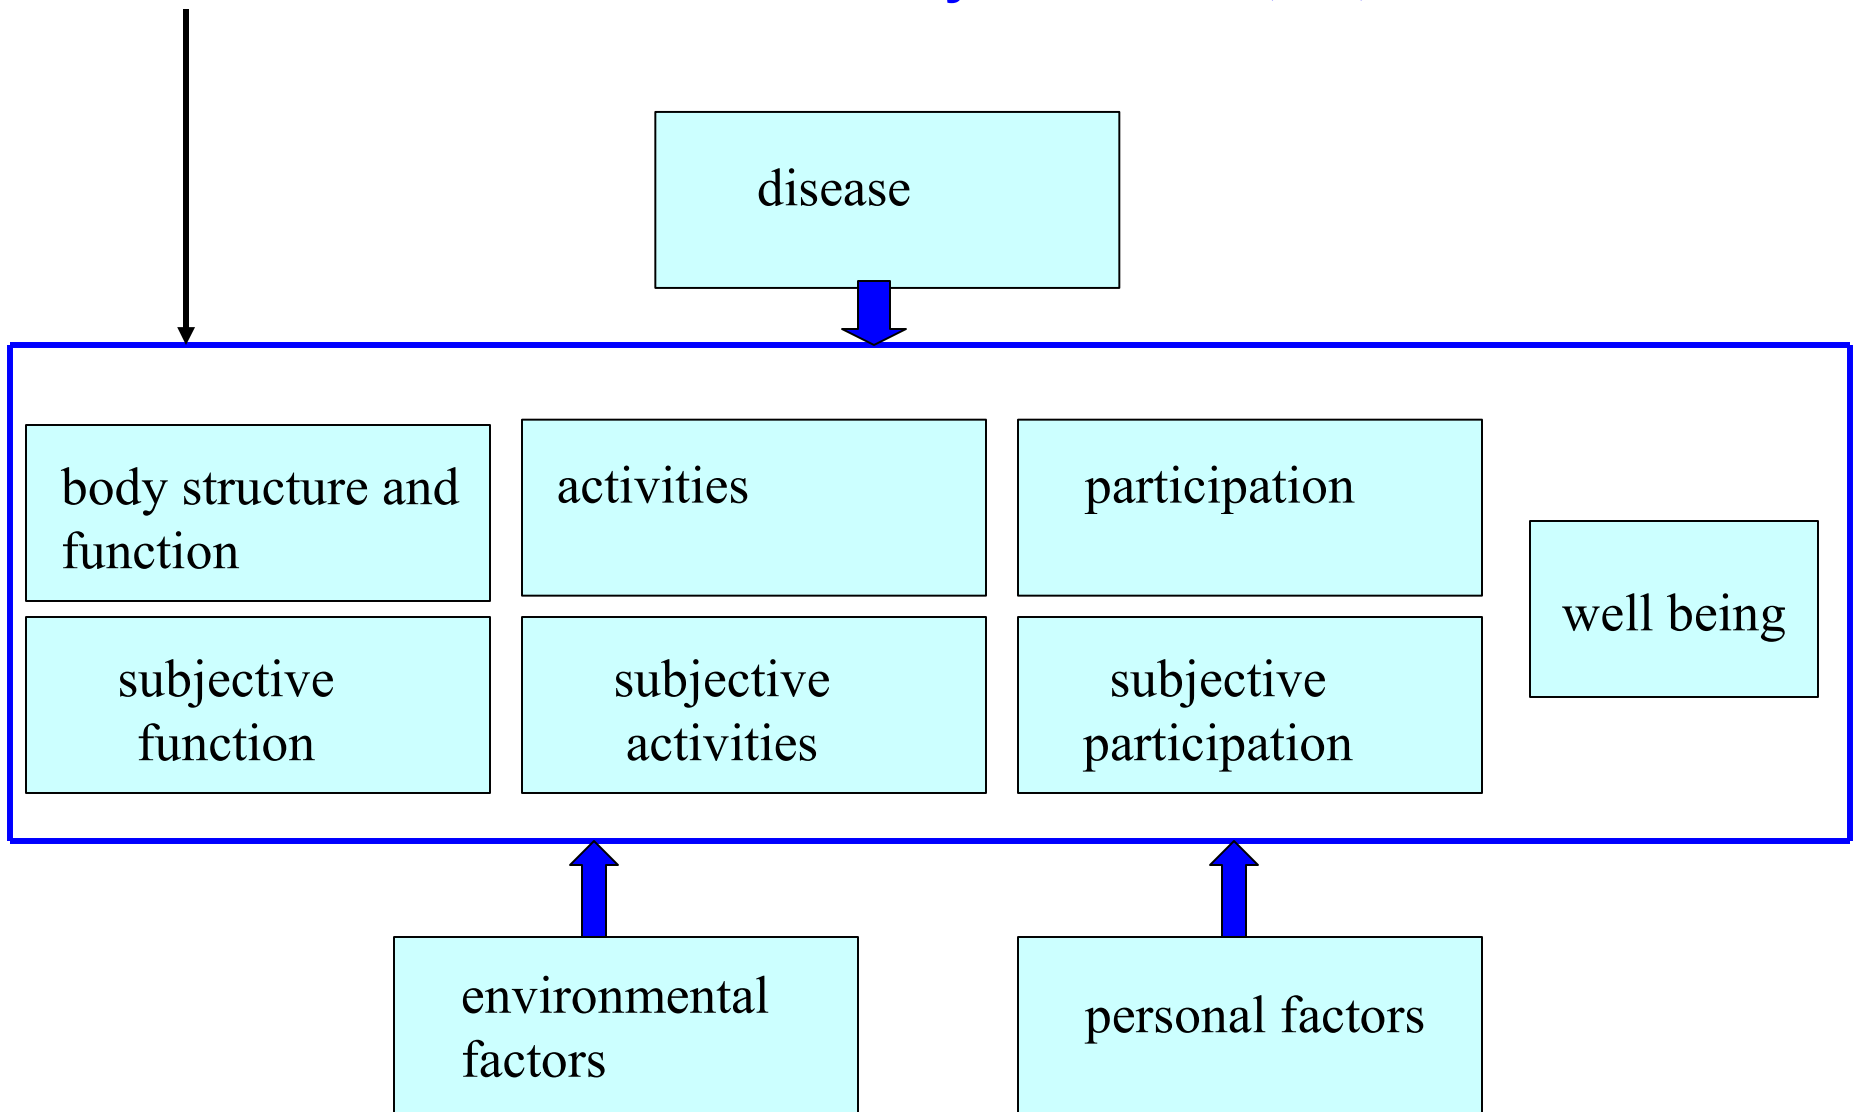 disease
body structure and
function
activities
participation
well being
subjective
function
subjective
activities
subjective
participation
environmental
factors
personal factors